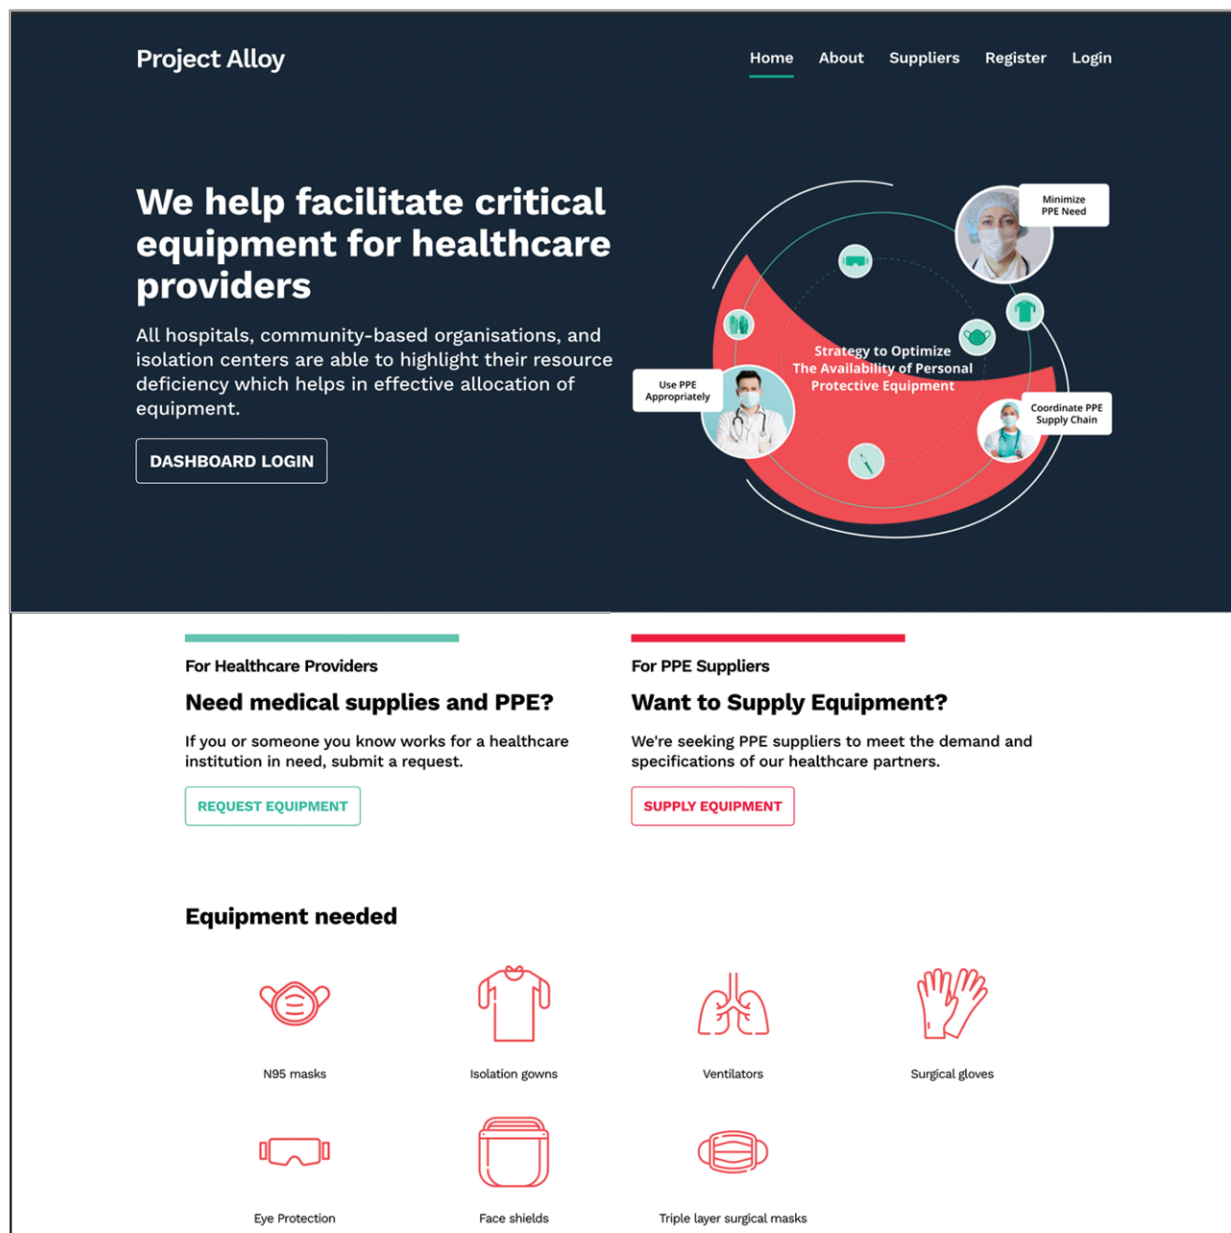 Project Alloy
Home About Suppliers Register Login
We help facilitate critical
equipment for healthcare
providers
All hospitals, community-based organisations, and
isolation centers are able to highlight their resource
deficiency which helps in effective allocation of
equipment.
DASHBOARD LOGIN
Minimize
PPE Need
Strategy to Optimize
The Availability of Personal
Protective Equipment
Use PPE
Appropriately
Coordinate PPE
Supply Chain
For Healthcare Providers
Need medical supplies and PPE?
If you or someone you know works for a healthcare
institution in need, submit a request.
REQUEST EQUIPMENT
For PPE Suppliers
Want to Supply Equipment?
We're seeking PPE suppliers to meet the demand and
specifications of our healthcare partners.
SUPPLY EQUIPMENT
Equipment needed
N95 masks
Isolation gowns
Ventilators
Surgical gloves
Eye Protection
Face shields
Triple layer surgical masks